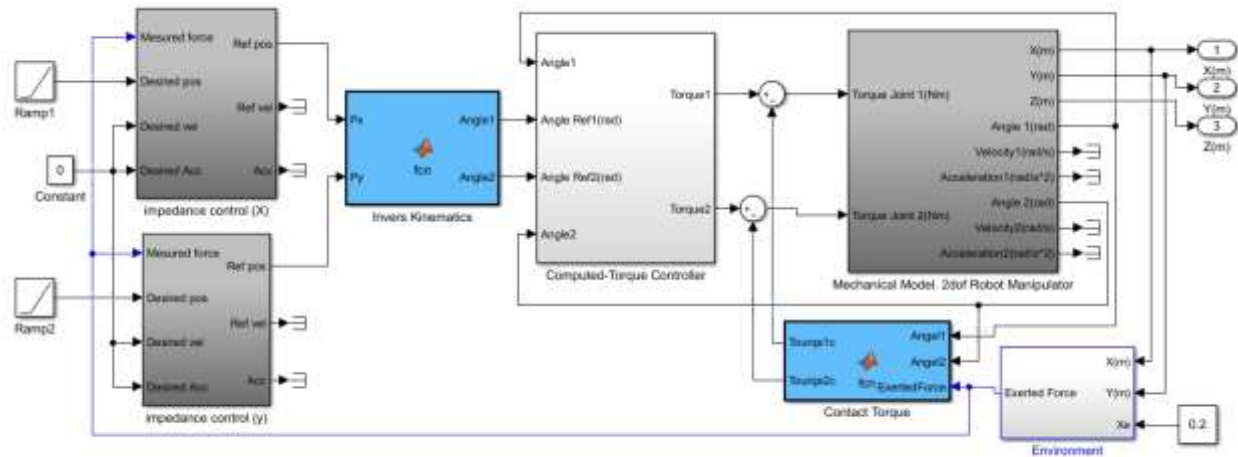 Mesured force
Desired pos
Desired vel
Desired Acc
Ref pos
Ref vel
Acc
impedance control (X)
Ramp1
0
Constant
Mesured force
Desired pos
Desired vel
Desired Acc
Ref pos
Ref vel
Acc
impedance control (y)
Ramp2
Px
Py
fcn
Angle1
Angle2
Invers Kinematics
Angle1
Angle Ref1(rad)
Angle Ref2(rad)
Angle2
Torque1
Torque2
Computed-Torque Controller
Torque Joint 1(Nm)
Torque Joint 2(Nm)
X(m)
Y(m)
Z(m)
Angle 1(rad)
Velocity1(rad/s)
Acceleration1(rad/s^2)
Angle 2(rad)
Velocity2(rad/s)
Acceleration2(rad/s^2)
Mechanical Model. 2dof Robot Manipulator
1
X(m)
2
Y(m)
3
Z(m)
Tourqe1c
Tourqe2c
fcn
Angel1
Angel2
ExertedForce
Contact Torque
Exerted Force
X(m)
Y(m)
Xe
Environment
0.2